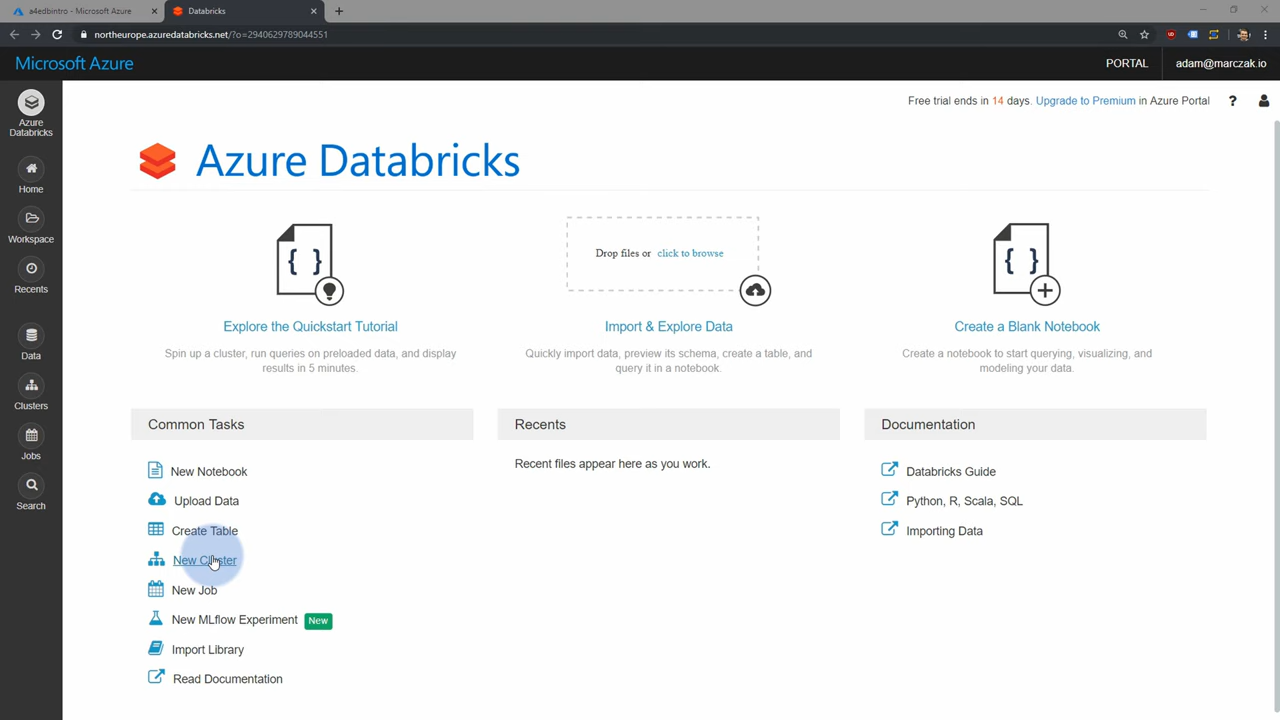 a4edbintro - Microsoft Azure
Databricks
northeurope.azuredatabricks.net/?o=2940629789044551
Microsoft Azure
PORTAL
adam@marczak.io
Free trial ends in 14 days. Upgrade to Premium in Azure Portal
?
Azure
Databricks
Home
Workspace
Recents
Data
Clusters
Jobs
Search
Azure Databricks
{ }
Drop files or click to browse
{ }
Explore the Quickstart Tutorial
Spin up a cluster, run queries on preloaded data, and display
results in 5 minutes.
Import & Explore Data
Quickly import data, preview its schema, create a table, and
query it in a notebook.
Create a Blank Notebook
Create a notebook to start querying, visualizing, and
modeling your data.
Common Tasks
New Notebook
Upload Data
Create Table
New Cluster
New Job
New MLflow Experiment New
Import Library
Read Documentation
Recents
Recent files appear here as you work.
Documentation
Databricks Guide
Python, R, Scala, SQL
Importing Data